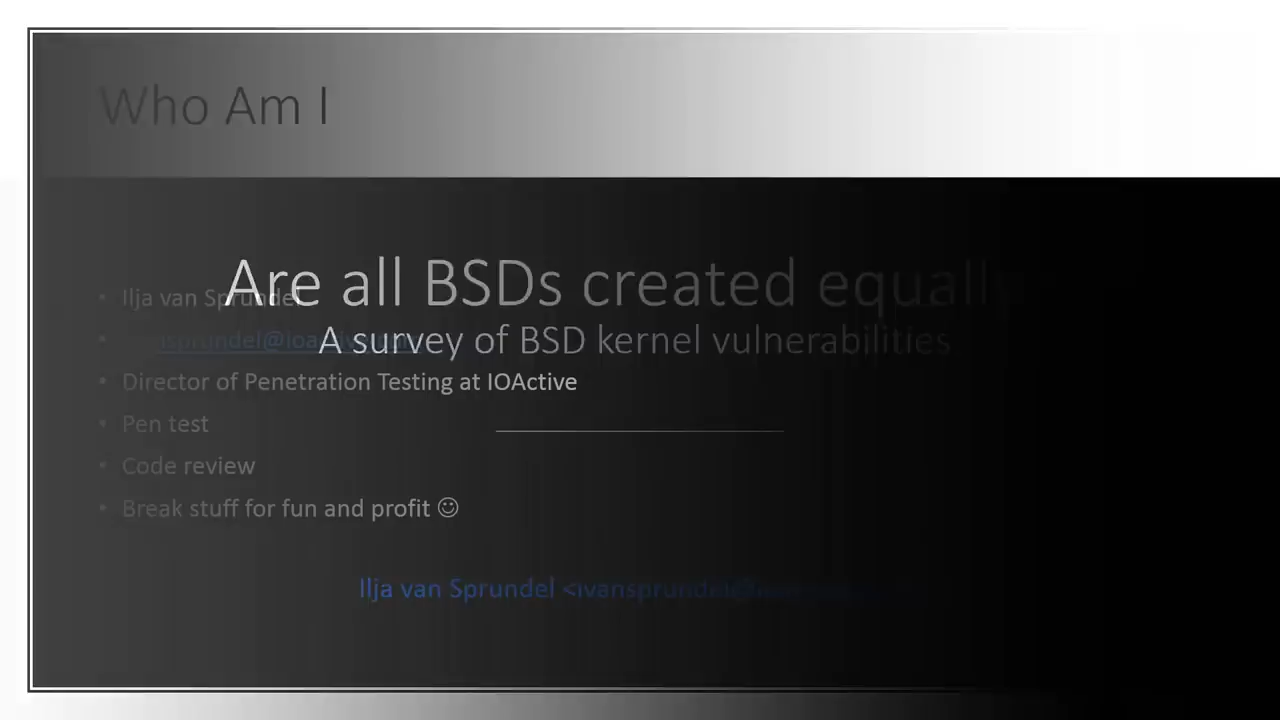 Who Am I
Are all BSDs created equally
A survey of BSD kernel vulnerabilities
• Ilja van Sprundel
• Director of Penetration Testing at IOActive
• Pen test
• Code review
• Break stuff for fun and profit ☺
Ilja van Sprundel